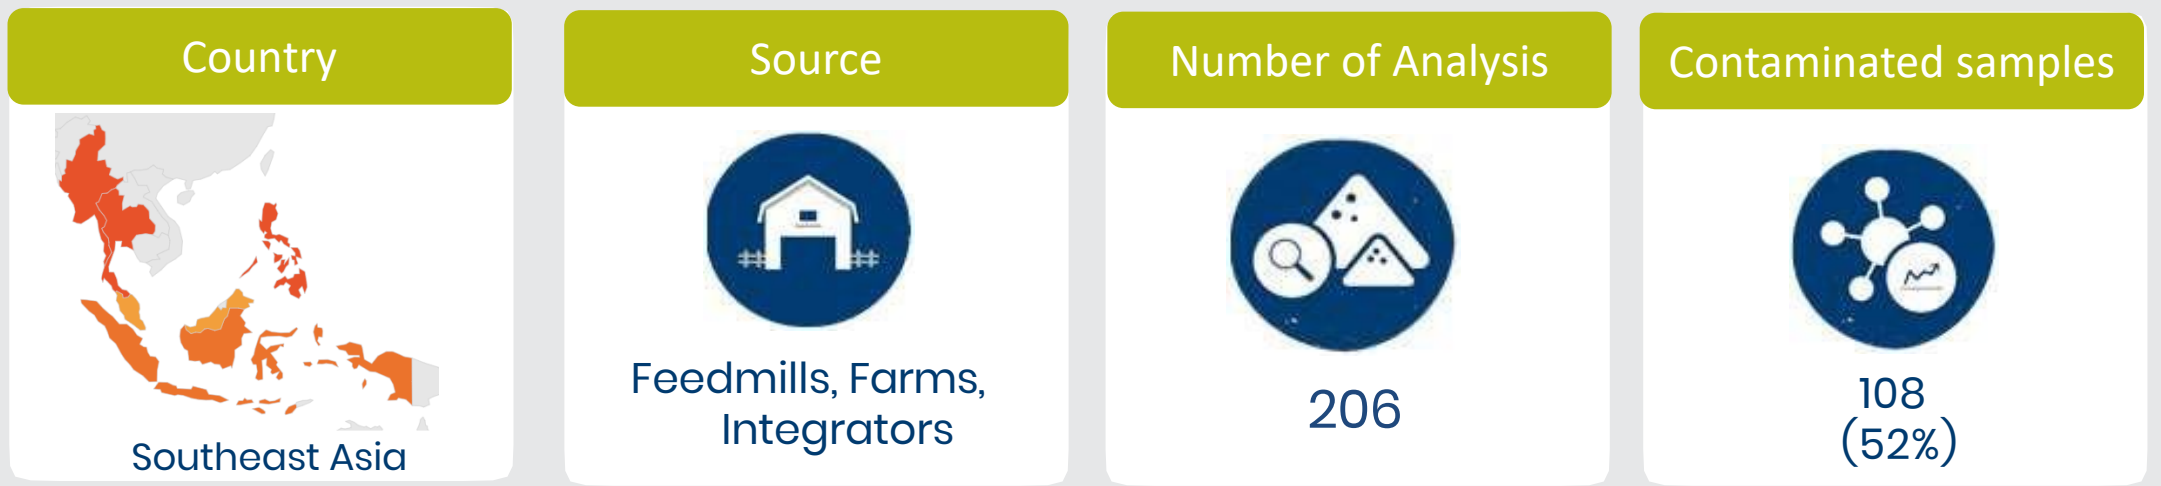 Country
Southeast Asia
Source
Feedmills, Farms,
Integrators
Number of Analysis
206
Contaminated samples
108
(52%)